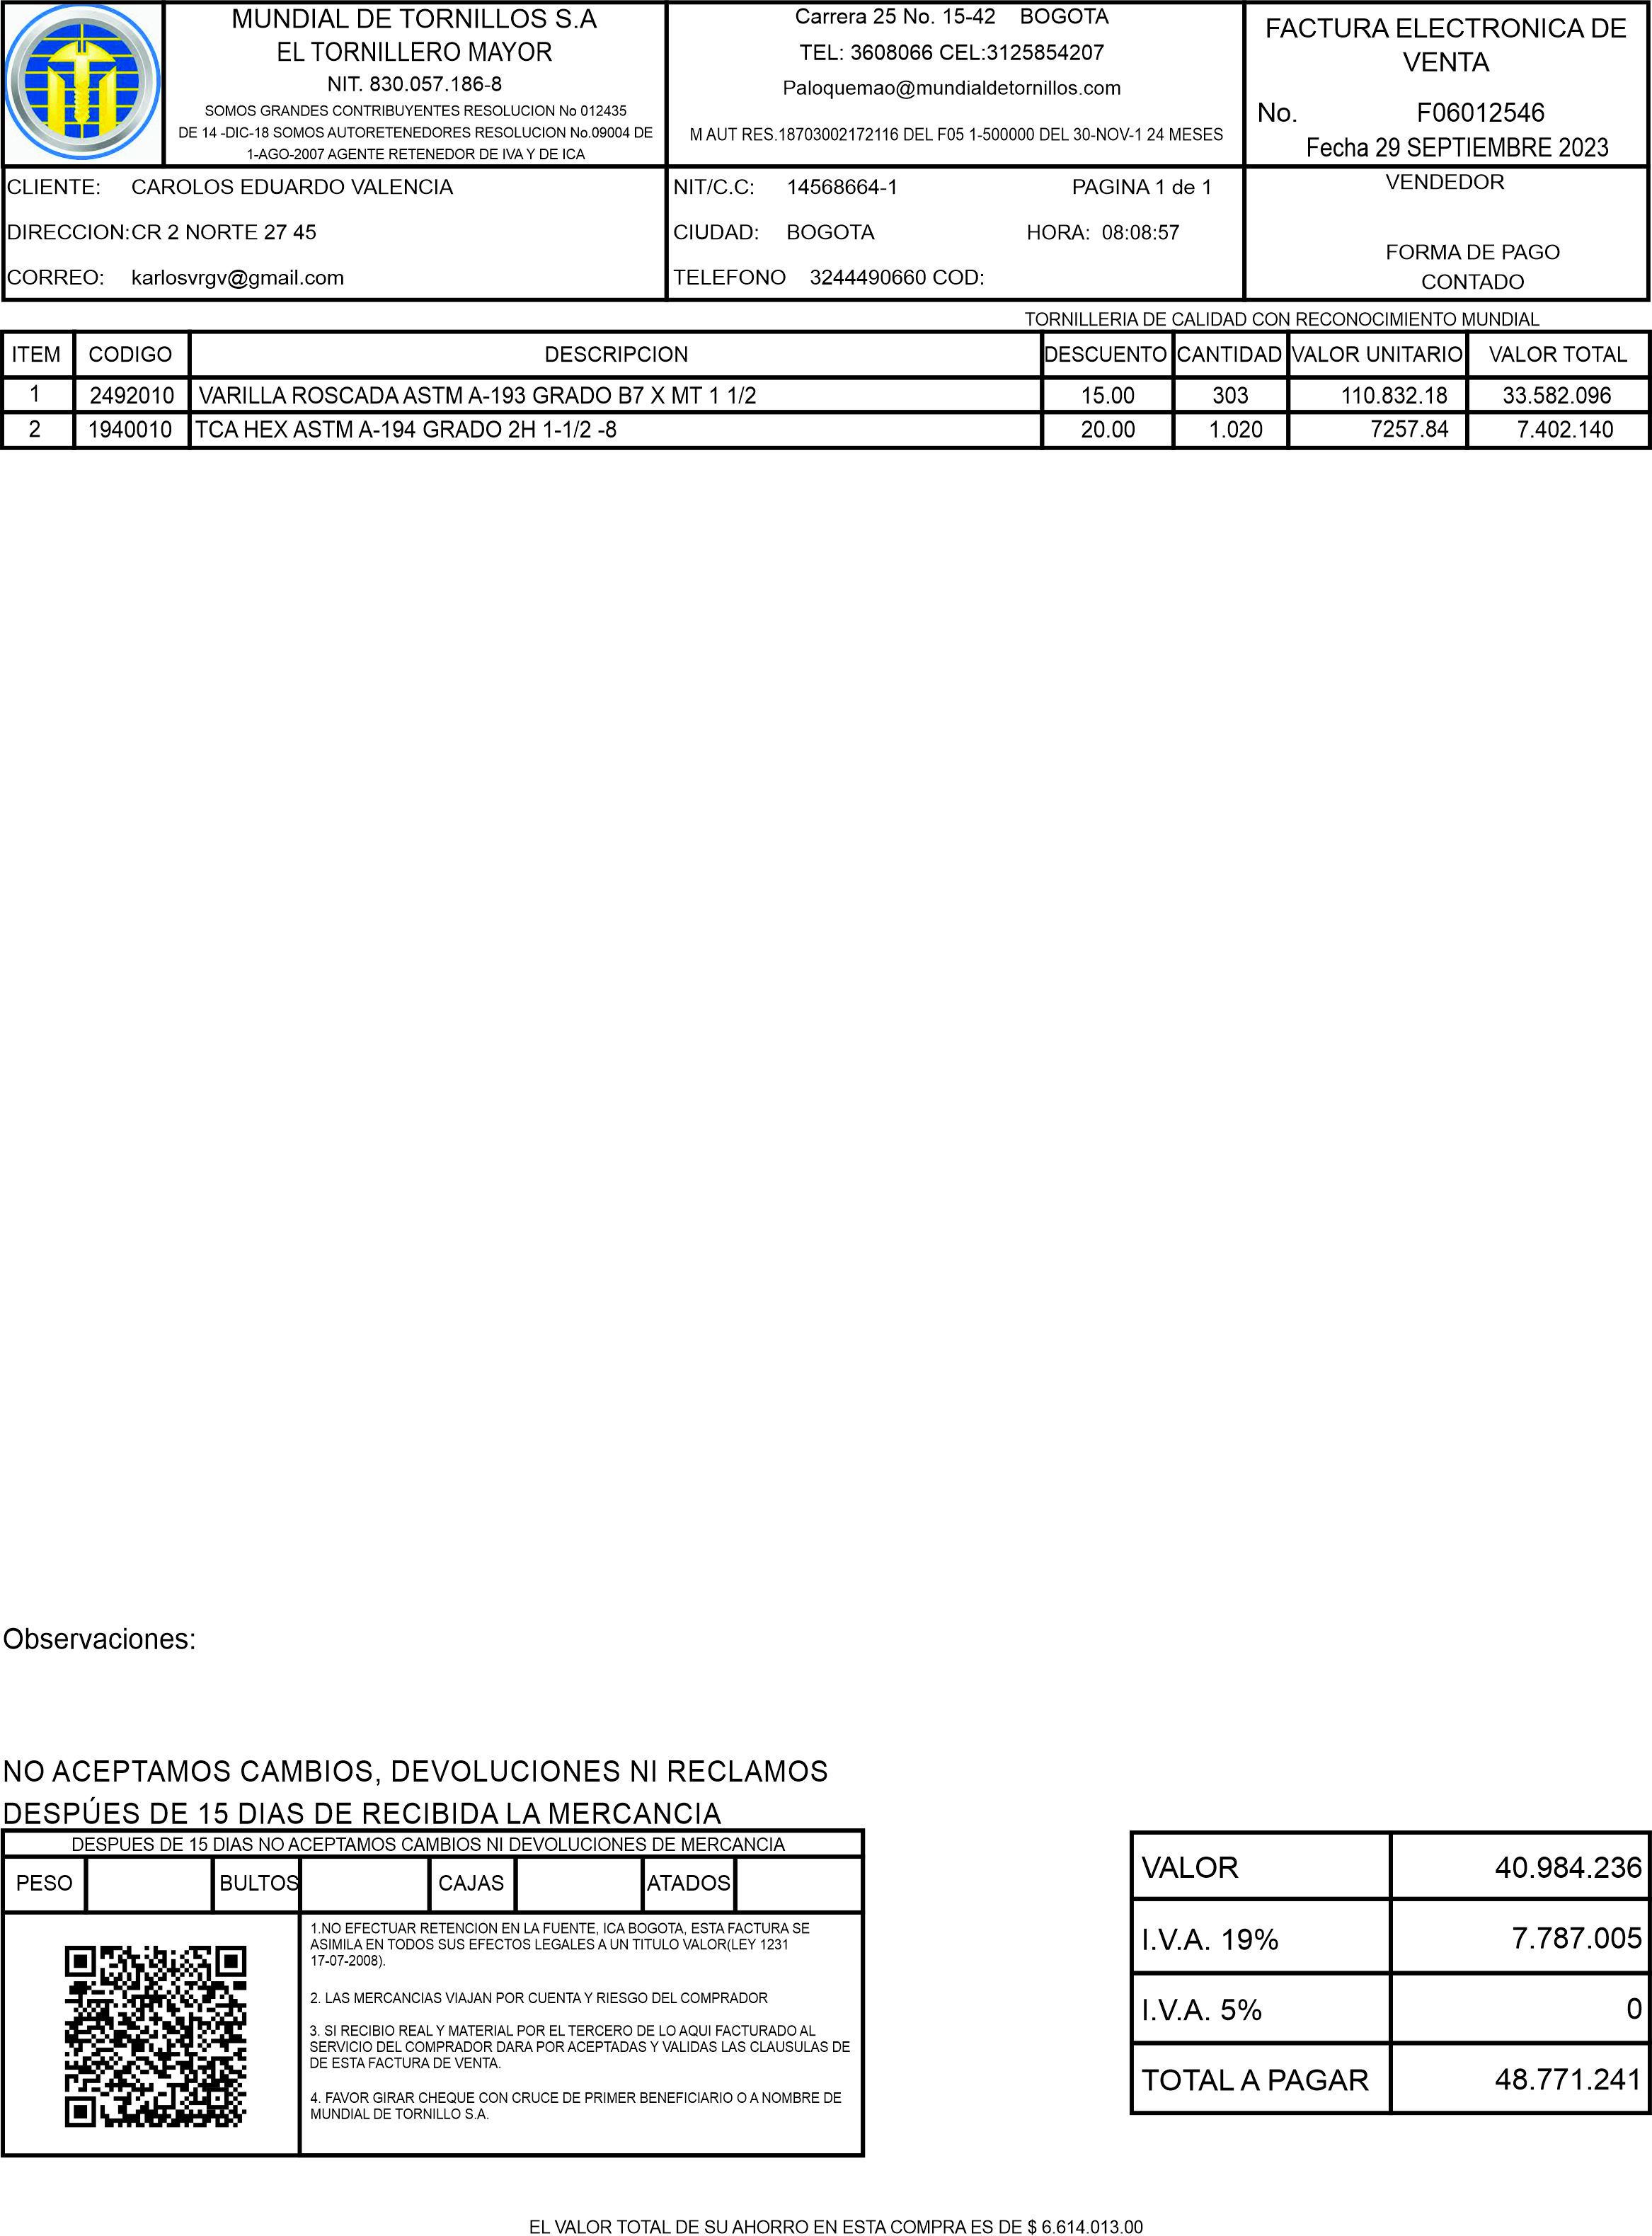 MUNDIAL DE TORNILLOS S.A
EL TORNILLERO MAYOR
NIT. 830.057.186-8
SOMOS GRANDES CONTRIBUYENTES RESOLUCION No 012435
DE 14 -DIC-18 SOMOS AUTORETENEDORES RESOLUCION No.09004 DE
1-AGO-2007 AGENTE RETENEDOR DE IVA Y DE ICA
Carrera 25 No. 15-42 BOGOTA
TEL: 3608066 CEL:3125854207
Paloquemao@mundialdetornillos.com
M AUT RES.18703002172116 DEL F05 1-500000 DEL 30-NOV-1 24 MESES
FACTURA ELECTRONICA DE
VENTA
No. F06012546
Fecha 29 SEPTIEMBRE 2023
CLIENTE: CAROLOS EDUARDO VALENCIA
DIRECCION: CR 2 NORTE 27 45
CORREO: karlosvrgv@gmail.com
NIT/C.C: 14568664-1 PAGINA 1 de 1
CIUDAD: BOGOTA HORA: 08:08:57
TELEFONO 3244490660 COD:
VENDEDOR
FORMA DE PAGO
CONTADO
TORNILLERIA DE CALIDAD CON RECONOCIMIENTO MUNDIAL
ITEM CODIGO DESCRIPCION DESCUENTO CANTIDAD VALOR UNITARIO VALOR TOTAL
1 2492010 VARILLA ROSCADA ASTM A-193 GRADO B7 X MT 1 1/2 15.00 303 110.832.18 33.582.096
2 1940010 TCA HEX ASTM A-194 GRADO 2H 1-1/2 -8 20.00 1.020 7257.84 7.402.140
Observaciones:
NO ACEPTAMOS CAMBIOS, DEVOLUCIONES NI RECLAMOS
DESPÚES DE 15 DIAS DE RECIBIDA LA MERCANCIA
DESPUES DE 15 DIAS NO ACEPTAMOS CAMBIOS NI DEVOLUCIONES DE MERCANCIA
PESO BULTOS CAJAS ATADOS
1.NO EFECTUAR RETENCION EN LA FUENTE, ICA BOGOTA, ESTA FACTURA SE
ASIMILA EN TODOS SUS EFECTOS LEGALES A UN TITULO VALOR(LEY 1231
17-07-2008).
2. LAS MERCANCIAS VIAJAN POR CUENTA Y RIESGO DEL COMPRADOR
3. SI RECIBIO REAL Y MATERIAL POR EL TERCERO DE LO AQUI FACTURADO AL
SERVICIO DEL COMPRADOR DARA POR ACEPTADAS Y VALIDAS LAS CLAUSULAS DE
DE ESTA FACTURA DE VENTA.
4. FAVOR GIRAR CHEQUE CON CRUCE DE PRIMER BENEFICIARIO O A NOMBRE DE
MUNDIAL DE TORNILLO S.A.
VALOR 40.984.236
I.V.A. 19% 7.787.005
I.V.A. 5% 0
TOTAL A PAGAR 48.771.241
EL VALOR TOTAL DE SU AHORRO EN ESTA COMPRA ES DE $ 6.614.013.00